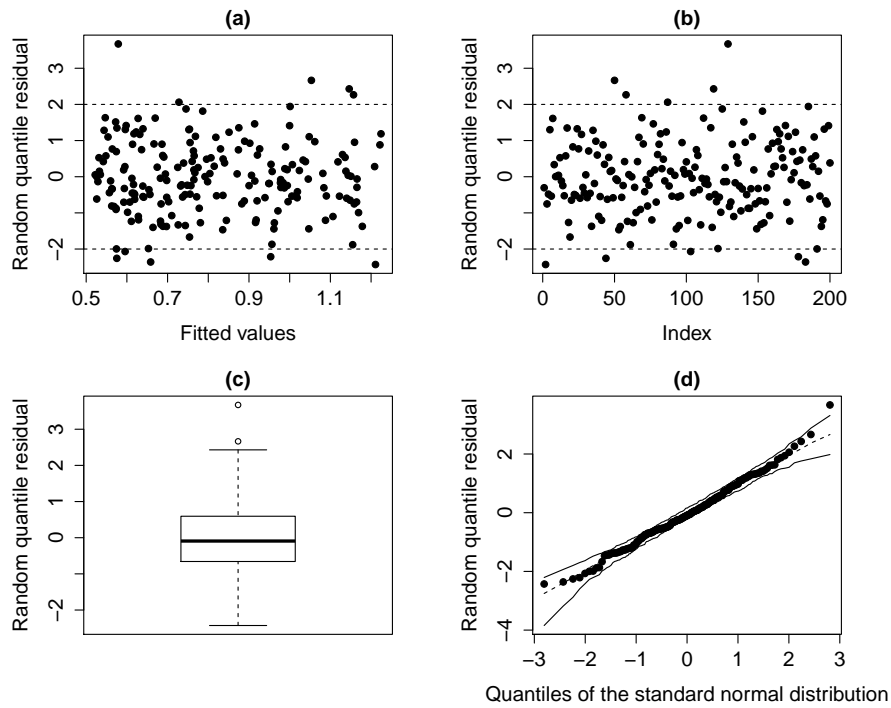 (a)
Random quantile residual
3
2
1
0
−2
0.5 0.7 0.9 1.1
Fitted values
(b)
Random quantile residual
3
2
1
0
−2
0 50 100 150 200
Index
(c)
Random quantile residual
3
2
1
0
−2
(d)
Random quantile residual
2
0
−2
−4
−3 −2 −1 0 1 2 3
Quantiles of the standard normal distribution